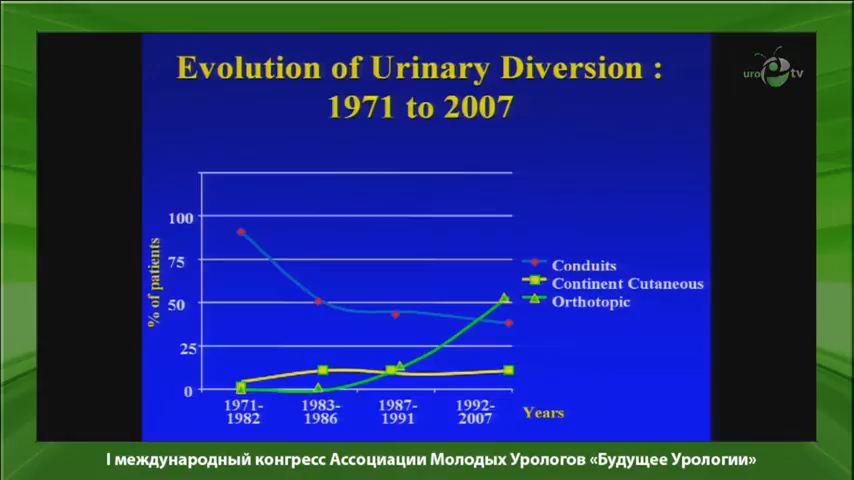 Evolution of Urinary Diversion :
1971 to 2007
uro tv
100
75
50
25
0
% of patients
1971-
1982
1983-
1986
1987-
1991
1992-
2007
Years
Conduits
Continent Cutaneous
Orthotopic
I международный конгресс Ассоциации Молодых Урологов «Будущее Урологии»